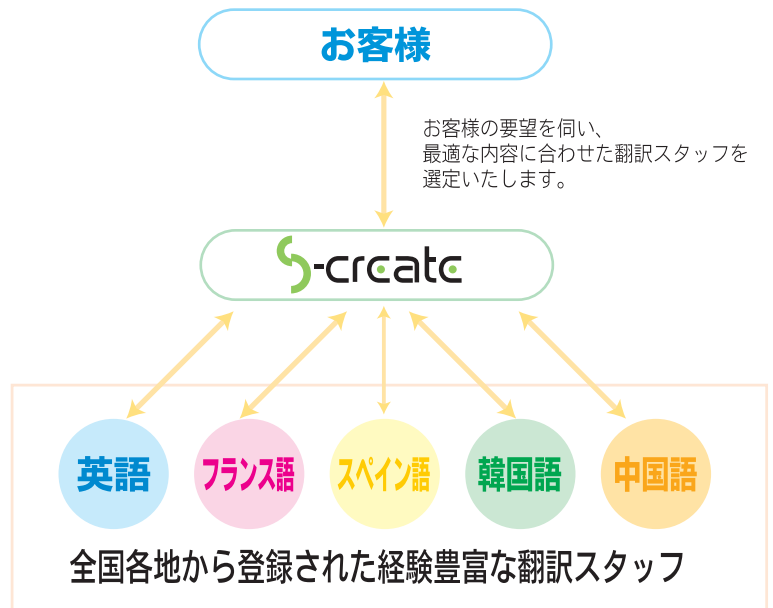 お客様
お客様の要望を伺い、
最適な内容に合わせた翻訳スタッフを
選定いたします。
S-create
英語
フランス語
スペイン語
韓国語
中国語
全国各地から登録された経験豊富な翻訳スタッフ